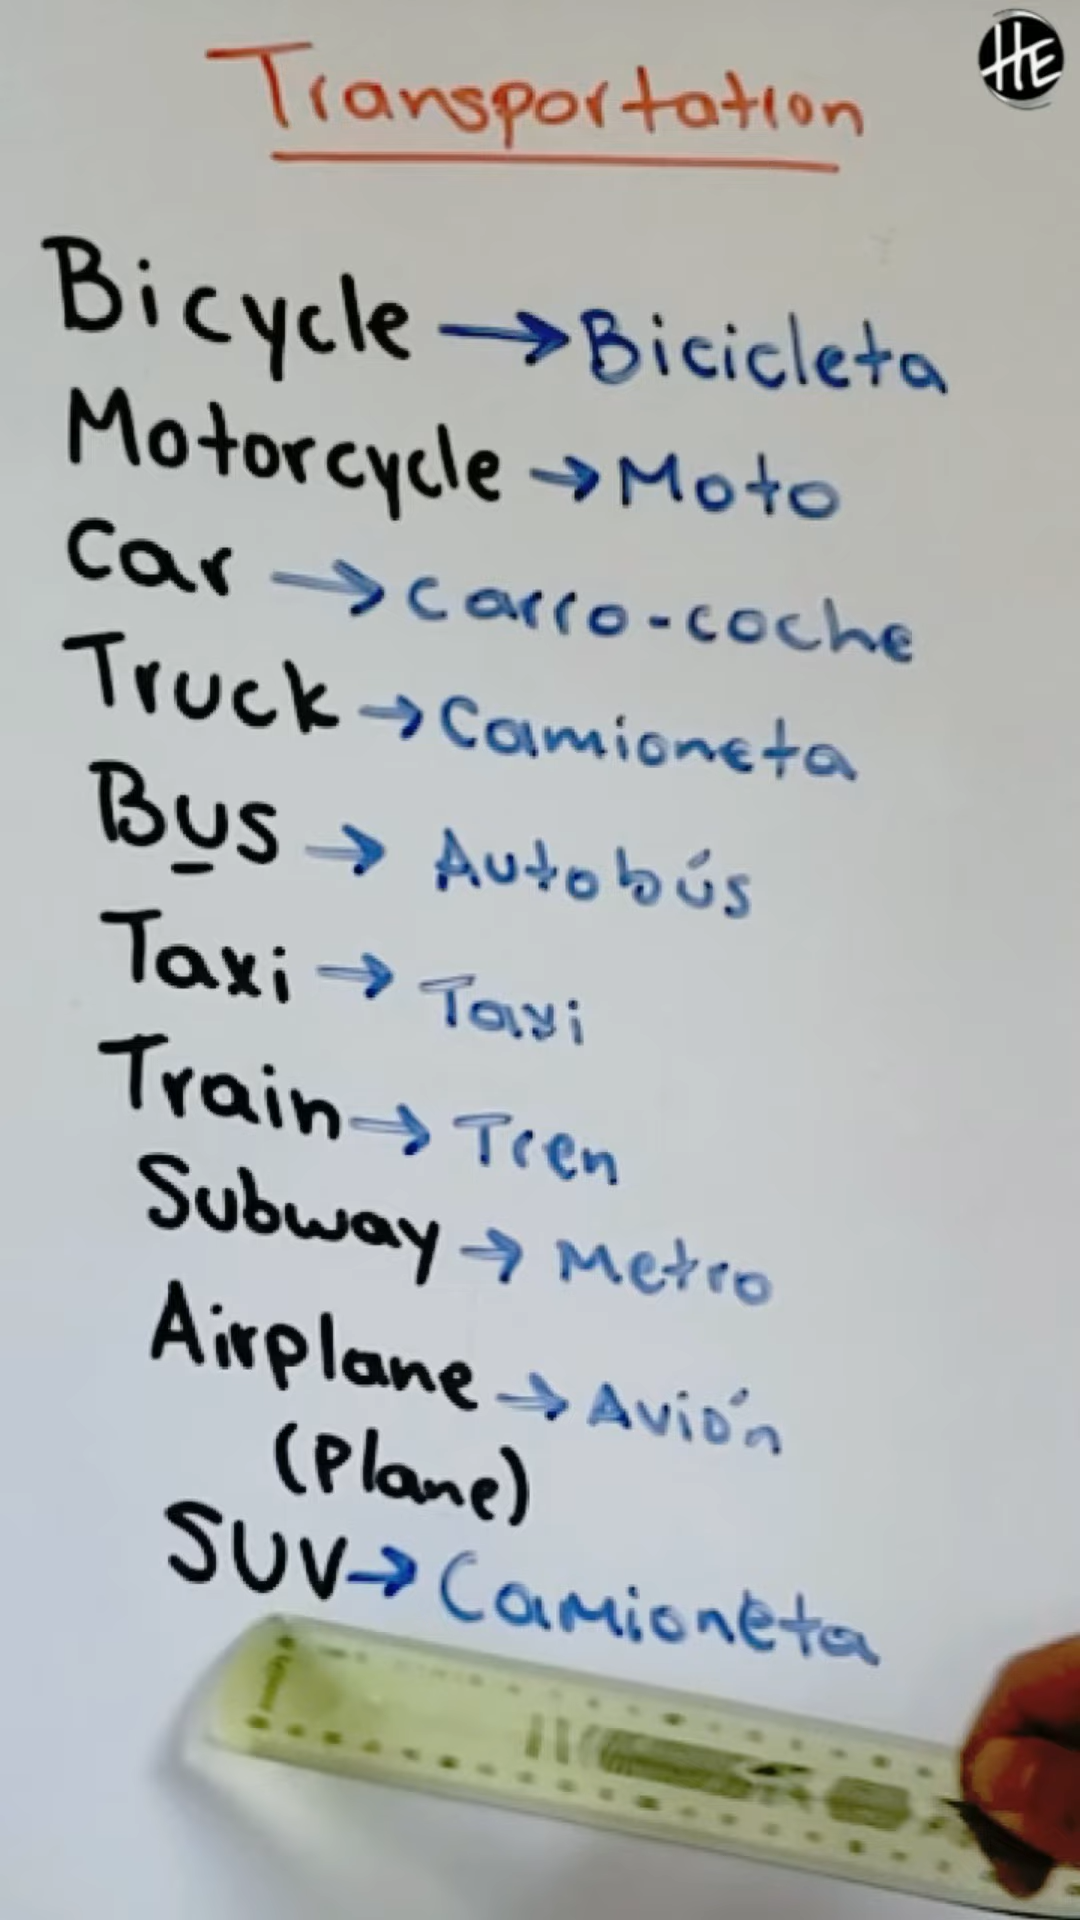 HE
Transportation
Bicycle → Bicicleta
Motorcycle → Moto
Car → Carro-coche
Truck → Camioneta
Bus → Autobús
Taxi → Taxi
Train → Tren
Subway → Metro
Airplane → Avión
(Plane)
SUV → Camioneta